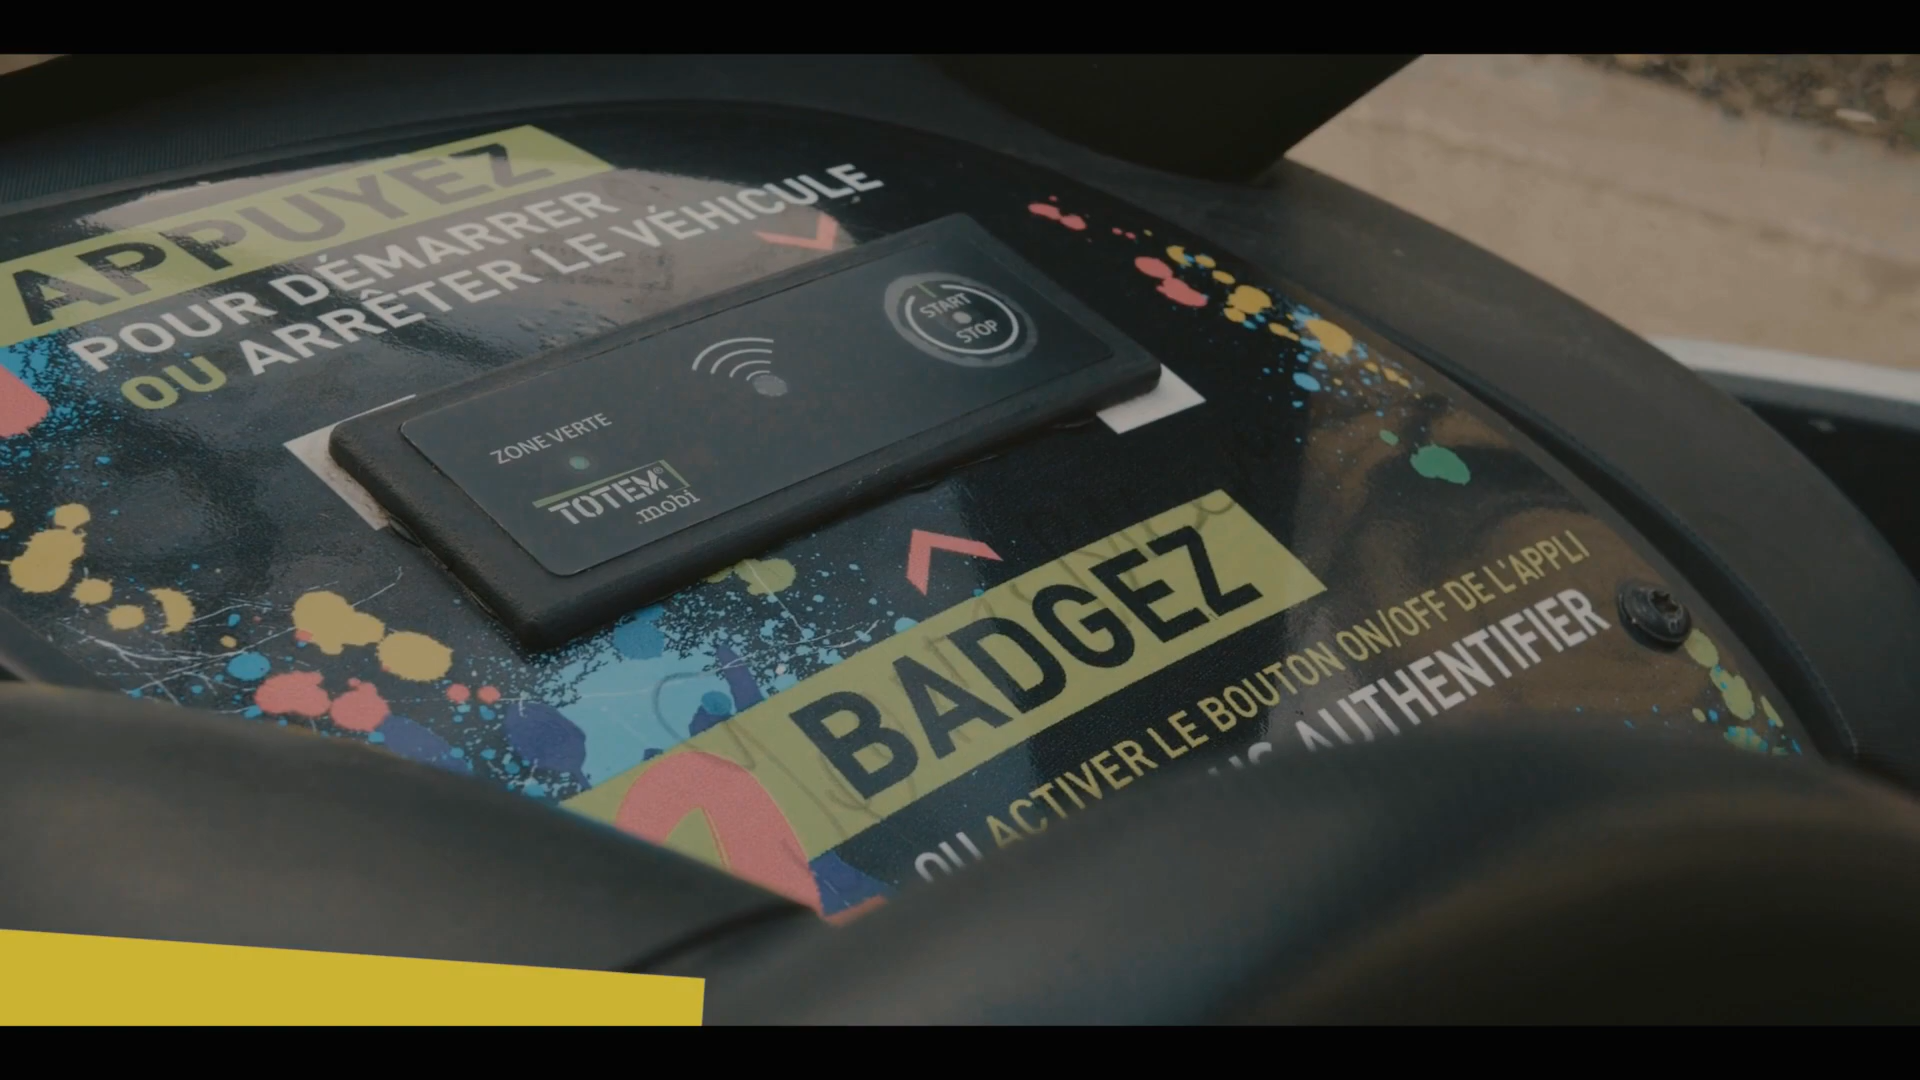 APPUYEZ
POUR DÉMARRER
OU ARRÊTER LE VÉHICULE
START
STOP
ZONE VERTE
TOTEM®
.mobi
BADGEZ
OU ACTIVER LE BOUTON ON/OFF DE L'APPLI
AUTHENTIFIER